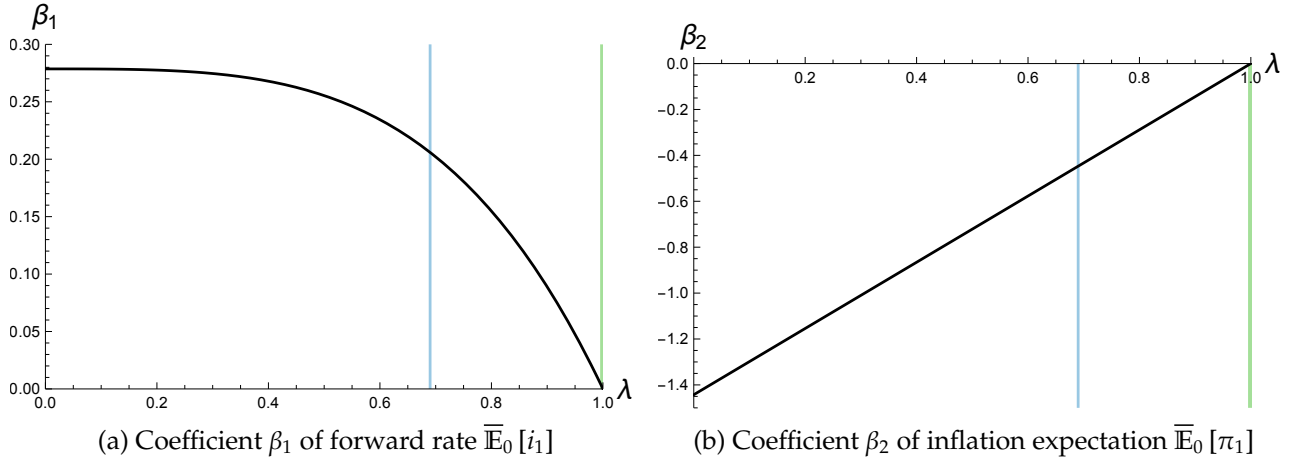 β₁
0.30
0.25
0.20
0.15
0.10
0.05
0.00
0.0 0.2 0.4 0.6 0.8 1.0 λ
(a) Coefficient β₁ of forward rate 𝔼̅₀ [i₁]
β₂
0.0
0.2 0.4 0.6 0.8 1.0 λ
−0.2
−0.4
−0.6
−0.8
−1.0
−1.2
−1.4
(b) Coefficient β₂ of inflation expectation 𝔼̅₀ [π₁]